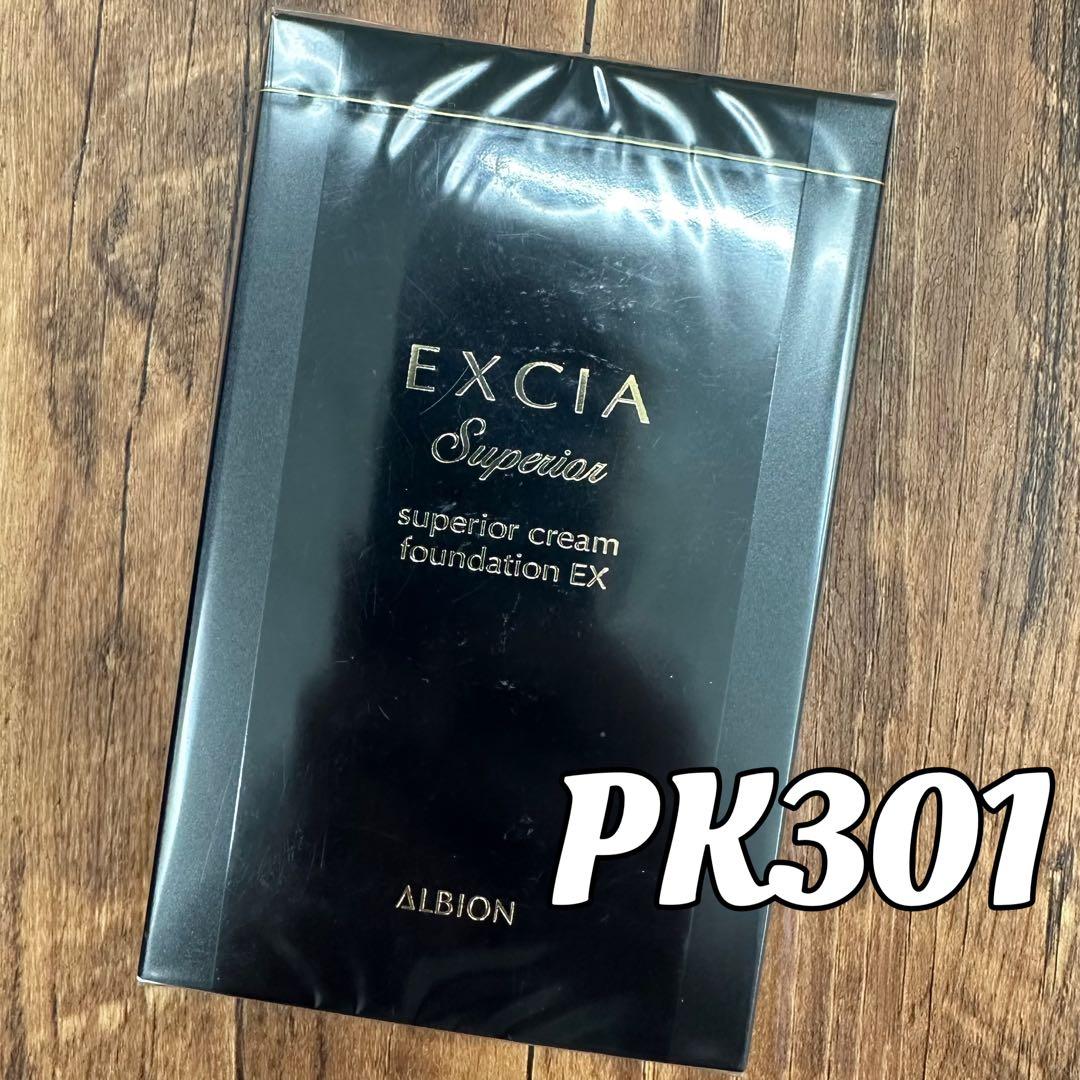 EXCIA
Superior
superior cream
foundation EX
PK301
ALBION